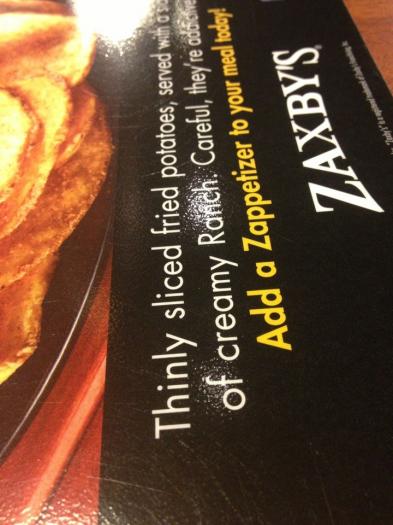 Thinly sliced fried potatoes, served with a
of creamy Ranch. Careful, they're addictive
Add a Zappetizer to your meal today!
ZAXBY'S